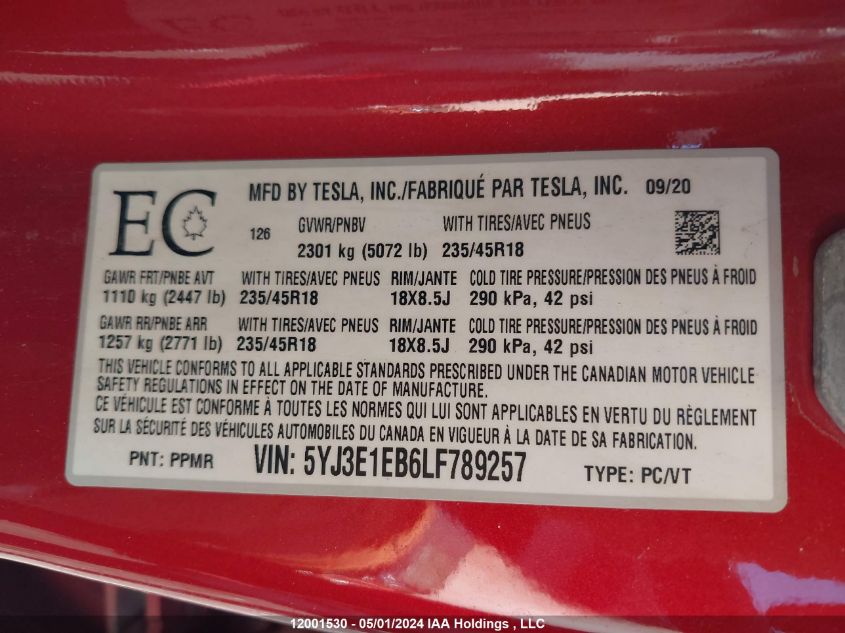 EC
MFD BY TESLA, INC./FABRIQUÉ PAR TESLA, INC. 09/20
126 GVWR/PNBV WITH TIRES/AVEC PNEUS
2301 kg (5072 lb) 235/45R18
GAWR FRT/PNBE AVT WITH TIRES/AVEC PNEUS RIM/JANTE COLD TIRE PRESSURE/PRESSION DES PNEUS À FROID
1110 kg (2447 lb) 235/45R18 18X8.5J 290 kPa, 42 psi
GAWR RR/PNBE ARR WITH TIRES/AVEC PNEUS RIM/JANTE COLD TIRE PRESSURE/PRESSION DES PNEUS À FROID
1257 kg (2771 lb) 235/45R18 18X8.5J 290 kPa, 42 psi
THIS VEHICLE CONFORMS TO ALL APPLICABLE STANDARDS PRESCRIBED UNDER THE CANADIAN MOTOR VEHICLE
SAFETY REGULATIONS IN EFFECT ON THE DATE OF MANUFACTURE.
CE VÉHICULE EST CONFORME À TOUTES LES NORMES QUI LUI SONT APPLICABLES EN VERTU DU RÈGLEMENT
SUR LA SÉCURITÉ DES VÉHICULES AUTOMOBILES DU CANADA EN VIGUEUR À LA DATE DE SA FABRICATION.
PNT: PPMR VIN: 5YJ3E1EB6LF789257 TYPE: PC/VT
12001530 - 05/01/2024 IAA Holdings , LLC